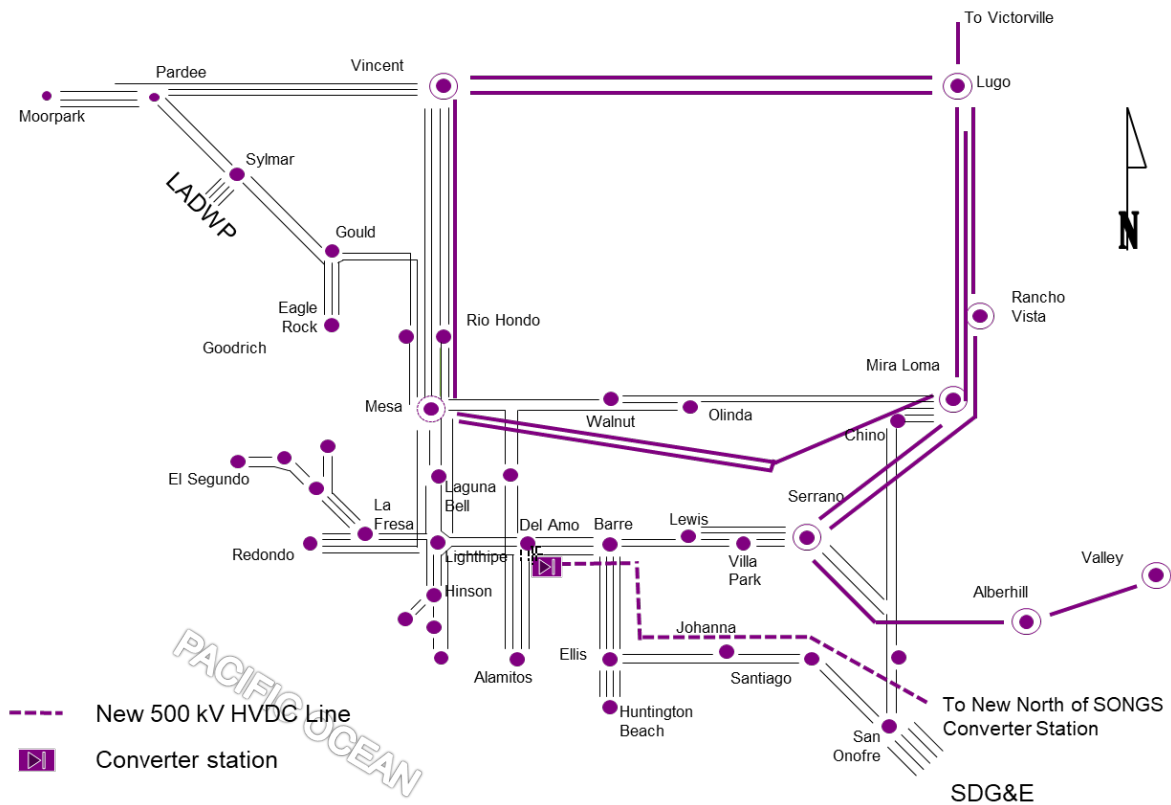 To Victorville
Vincent
Pardee
Lugo
Moorpark
Sylmar
LADWP
N
Gould
Eagle
Rock
Rio Hondo
Goodrich
Rancho
Vista
Mira Loma
Mesa
Walnut
Olinda
Chino
El Segundo
Laguna
Bell
La
Fresa
Serrano
Del Amo
Barre
Lewis
Redondo
Lighthipe
Villa
Park
Valley
Hinson
Alberhill
Johanna
PACIFIC OCEAN
Alamitos
Ellis
Santiago
New 500 kV HVDC Line
Huntington
Beach
To New North of SONGS
Converter Station
San
Onofre
Converter station
SDG&E